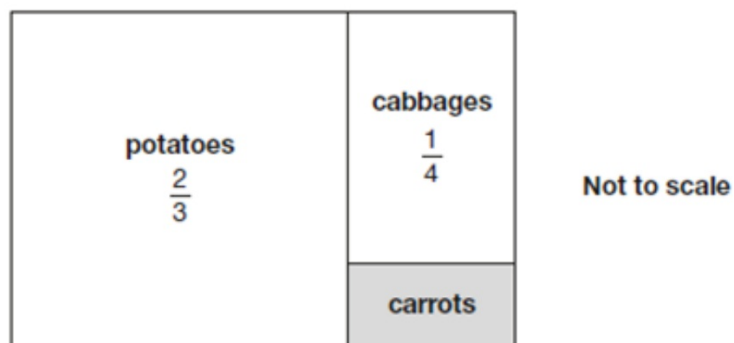 potatoes
2/3
cabbages
1/4
carrots
Not to scale